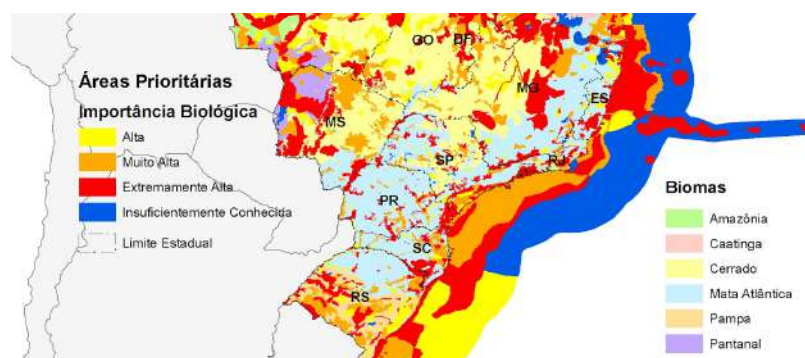 Áreas Prioritárias
Importância Biológica
Alta
Muito Alta
Extremamente Alta
Insuficientemente Conhecida
Limite Estadual
GO
DF
MG
ES
MS
SP
RJ
PR
SC
RS
Biomas
Amazônia
Caatinga
Cerrado
Mata Atlântica
Pampa
Pantanal